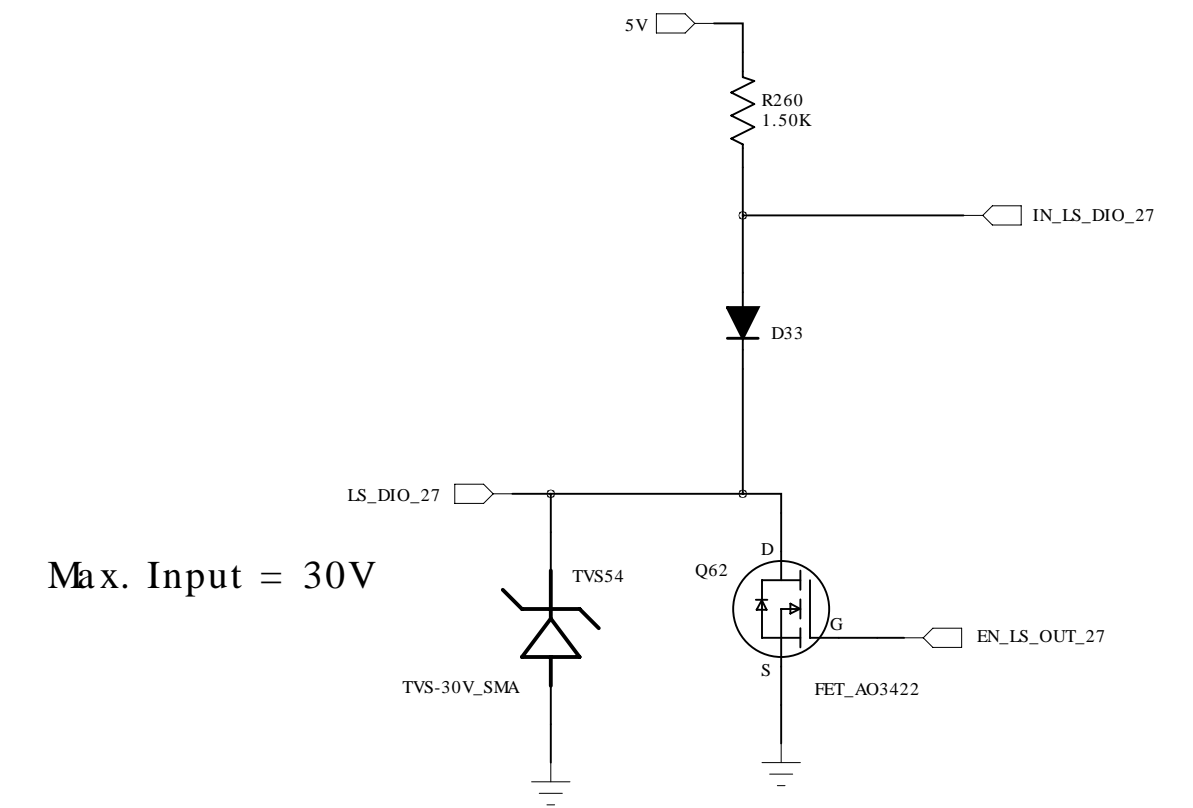 5V
R260
1.50K
IN_LS_DIO_27
D33
LS_DIO_27
D
Q62
TVS54
Max. Input = 30V
G
EN_LS_OUT_27
S
TVS-30V_SMA
FET_AO3422